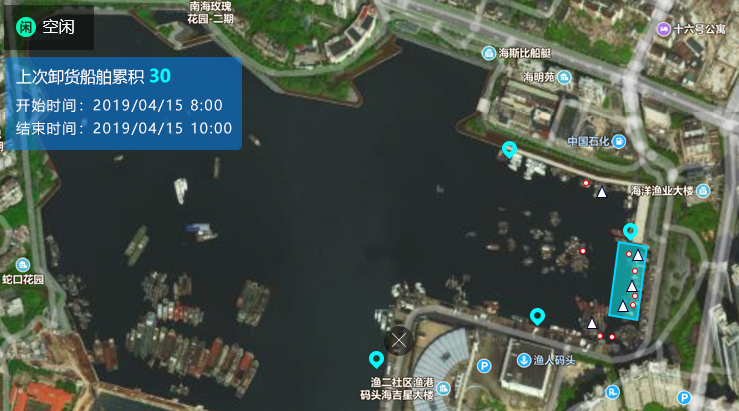 闲 空闲
上次卸货船舶累积 30
开始时间：2019/04/15 8:00
结束时间：2019/04/15 10:00
南海玫瑰
花园-二期
十六号公寓
海斯比船艇
海明苑
中国石化
海洋渔业大楼
蛇口花园
渔人码头
P
渔二社区渔港
码头海吉星大楼
P